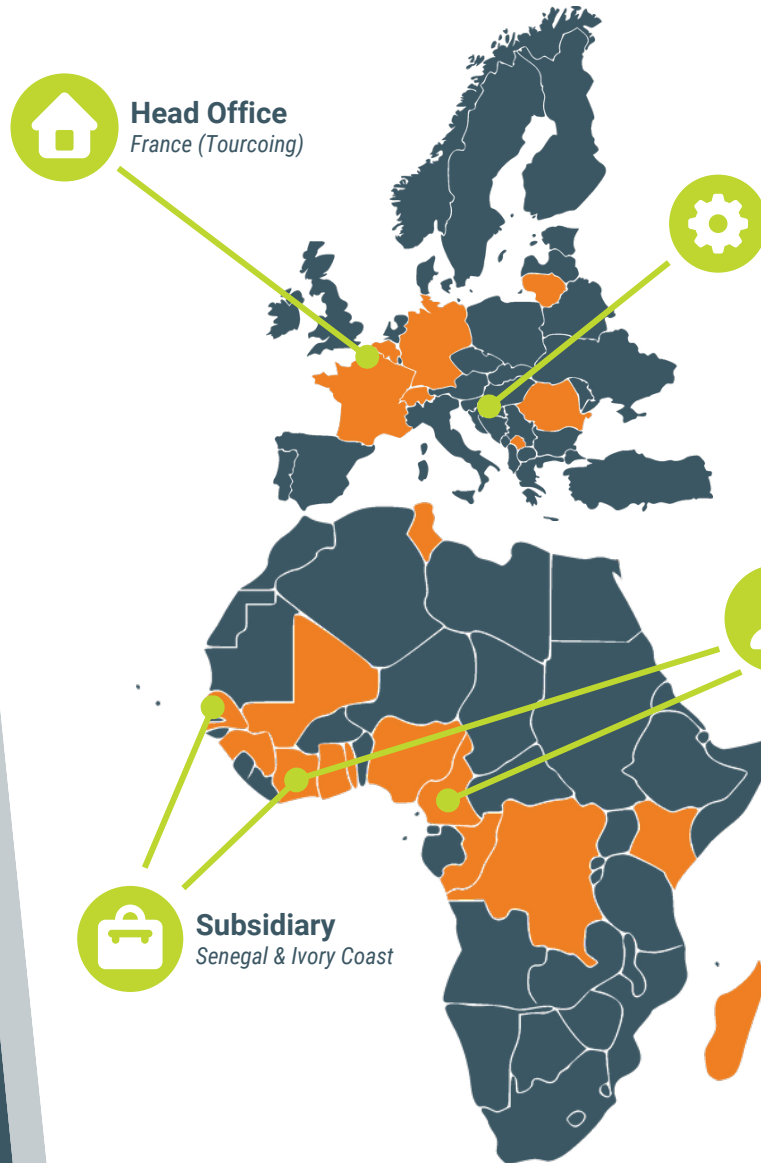 Head Office
France (Tourcoing)
Subsidiary
Senegal & Ivory Coast